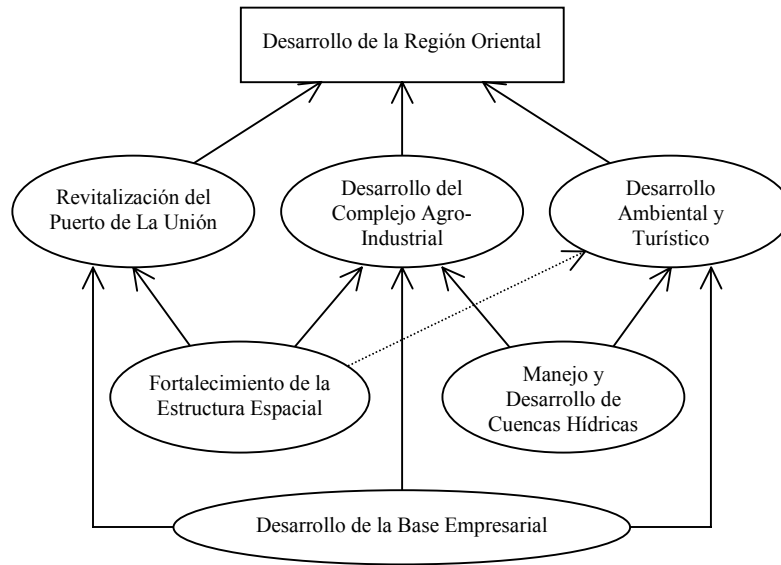 Desarrollo de la Región Oriental
Revitalización del
Puerto de La Unión
Desarrollo del
Complejo Agro-
Industrial
Desarrollo
Ambiental y
Turístico
Fortalecimiento de la
Estructura Espacial
Manejo y
Desarrollo de
Cuencas Hídricas
Desarrollo de la Base Empresarial